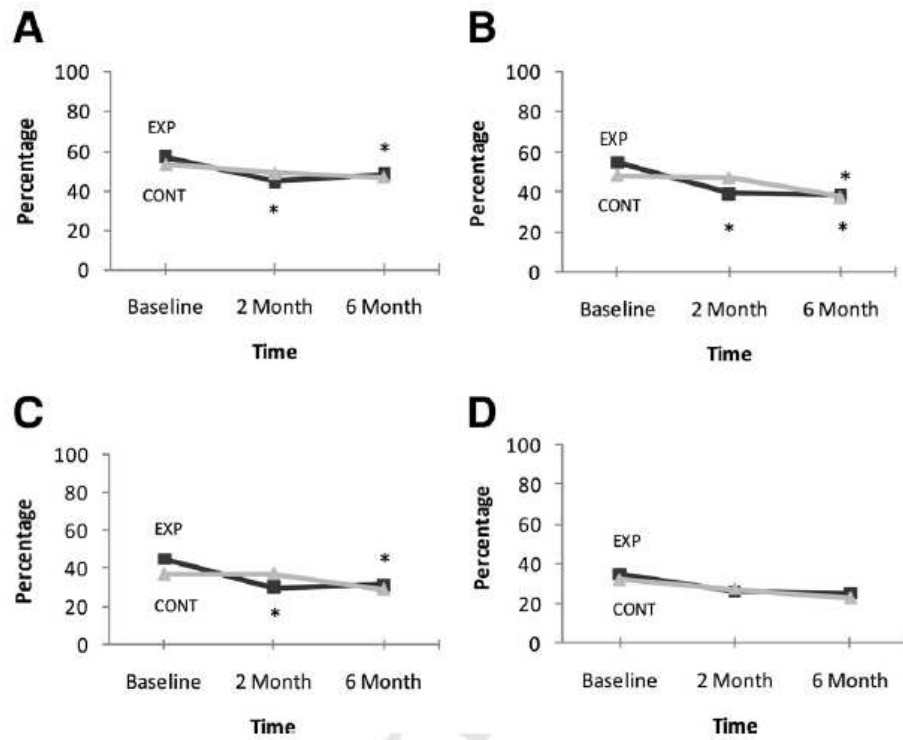 A
Percentage
100
80
60
40
20
0
EXP
CONT
*
*
Baseline
2 Month
6 Month
Time
B
Percentage
100
80
60
40
20
0
EXP
CONT
*
*
*
Baseline
2 Month
6 Month
Time
C
Percentage
100
80
60
40
20
0
EXP
CONT
*
*
Baseline
2 Month
6 Month
Time
D
Percentage
100
80
60
40
20
0
EXP
CONT
Baseline
2 Month
6 Month
Time